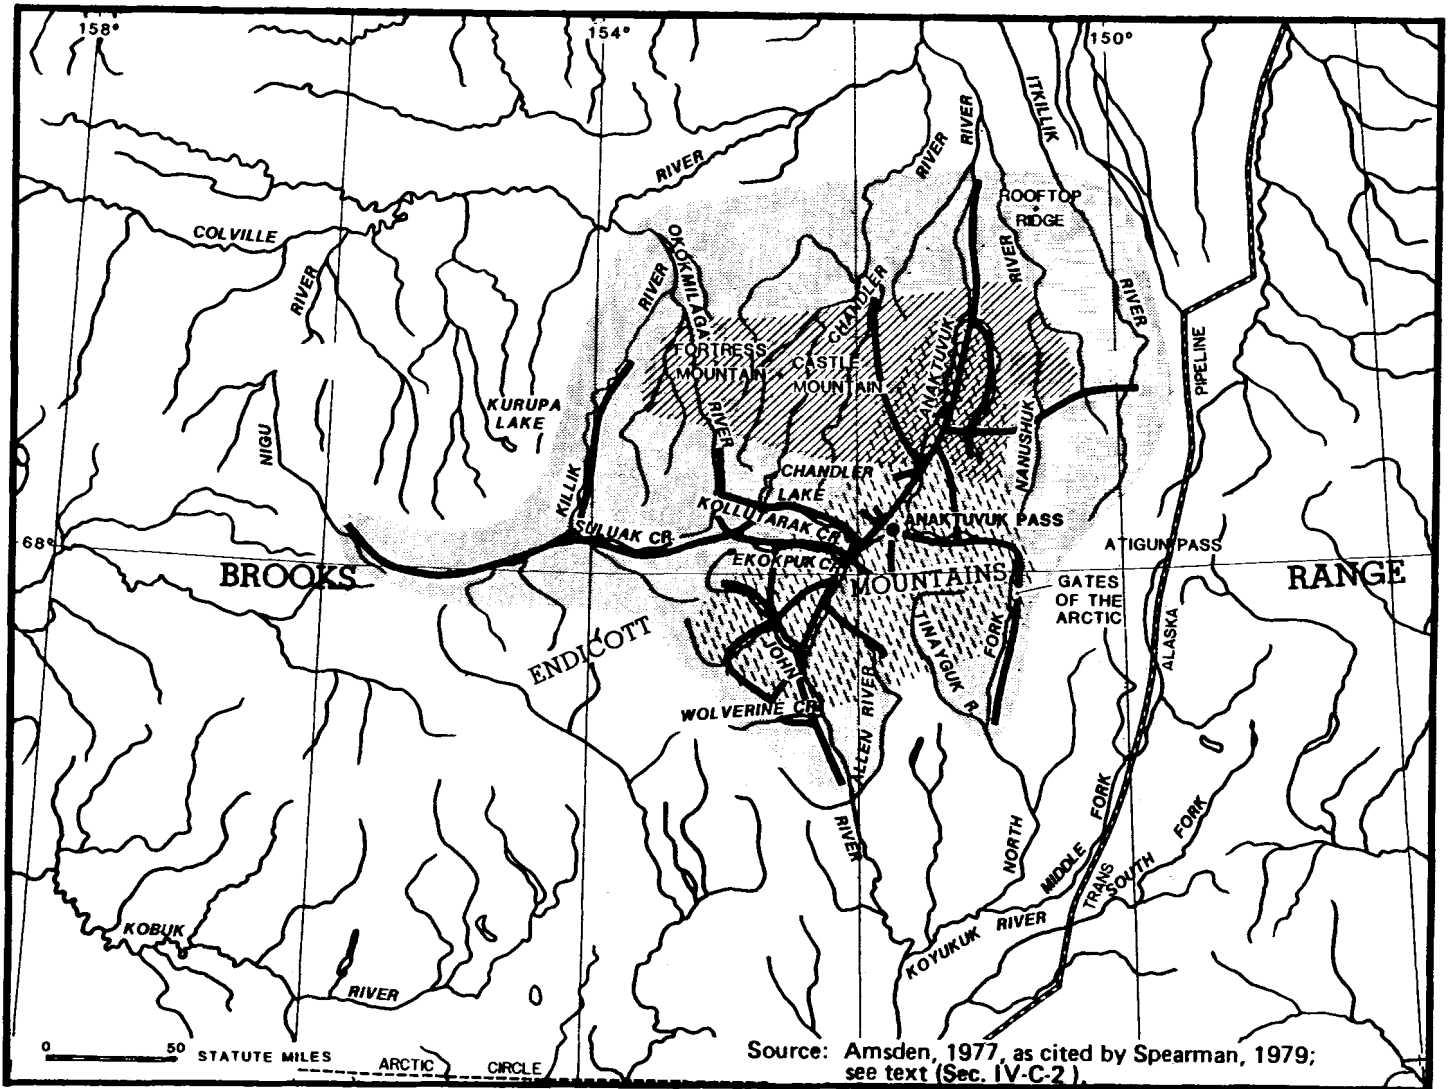 158°
154°
150°
ITKILLIK
RIVER
RIVER
RIVER
ROOFTOP
RIDGE
COLVILLE
OKOKMILAGA
RIVER
RIVER
RIVER
RIVER
CHANDLER
ANAKTUVUK
PIPELINE
FORTRESS
MOUNTAIN
CASTLE
MOUNTAIN
KURUPA
LAKE
RIVER
NANUSHUK
NIGU
KILLIK
CHANDLER
LAKE
KOLLUTARAK CR.
SULUAK CR.
ANAKTUVUK PASS
68°
ATIGUN PASS
EKOKPUK CR.
BROOKS
MOUNTAINS
RANGE
GATES
OF THE
ARCTIC
ENDICOTT
TINAYGUK R.
FORK
ALASKA
JOHN
WOLVERINE CR.
ALLEN RIVER
RIVER
NORTH
MIDDLE FORK
SOUTH FORK
TRANS
KOBUK
RIVER
KOYUKUK RIVER
0 50 STATUTE MILES
ARCTIC CIRCLE
Source: Amsden, 1977, as cited by Spearman, 1979;
see text (Sec. IV-C-2).